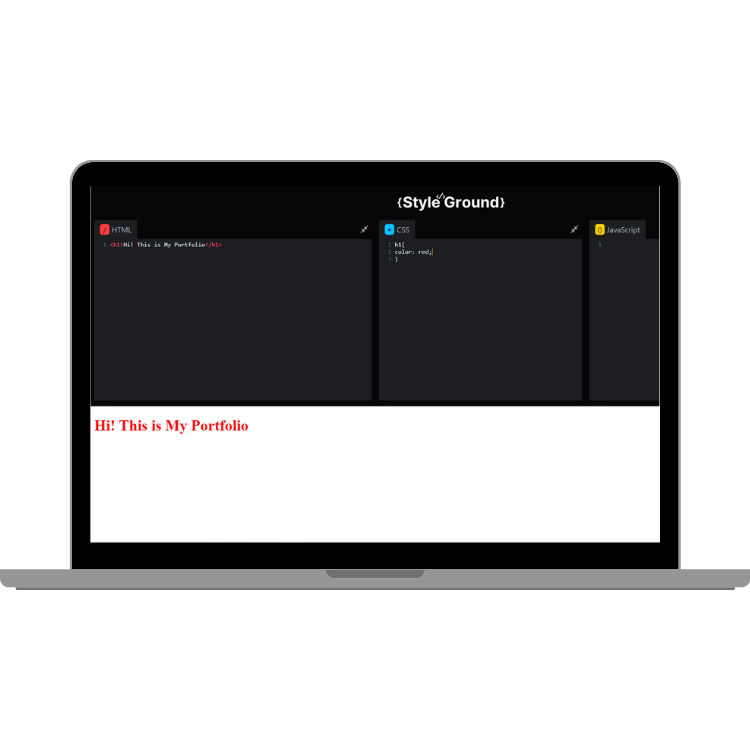 {Style</>Ground}
/ HTML
* CSS
() JavaScript
1 <h1>Hi! This is My Portfolio</h1>
1 h1{
2 color: red;
3 }
1
Hi! This is My Portfolio